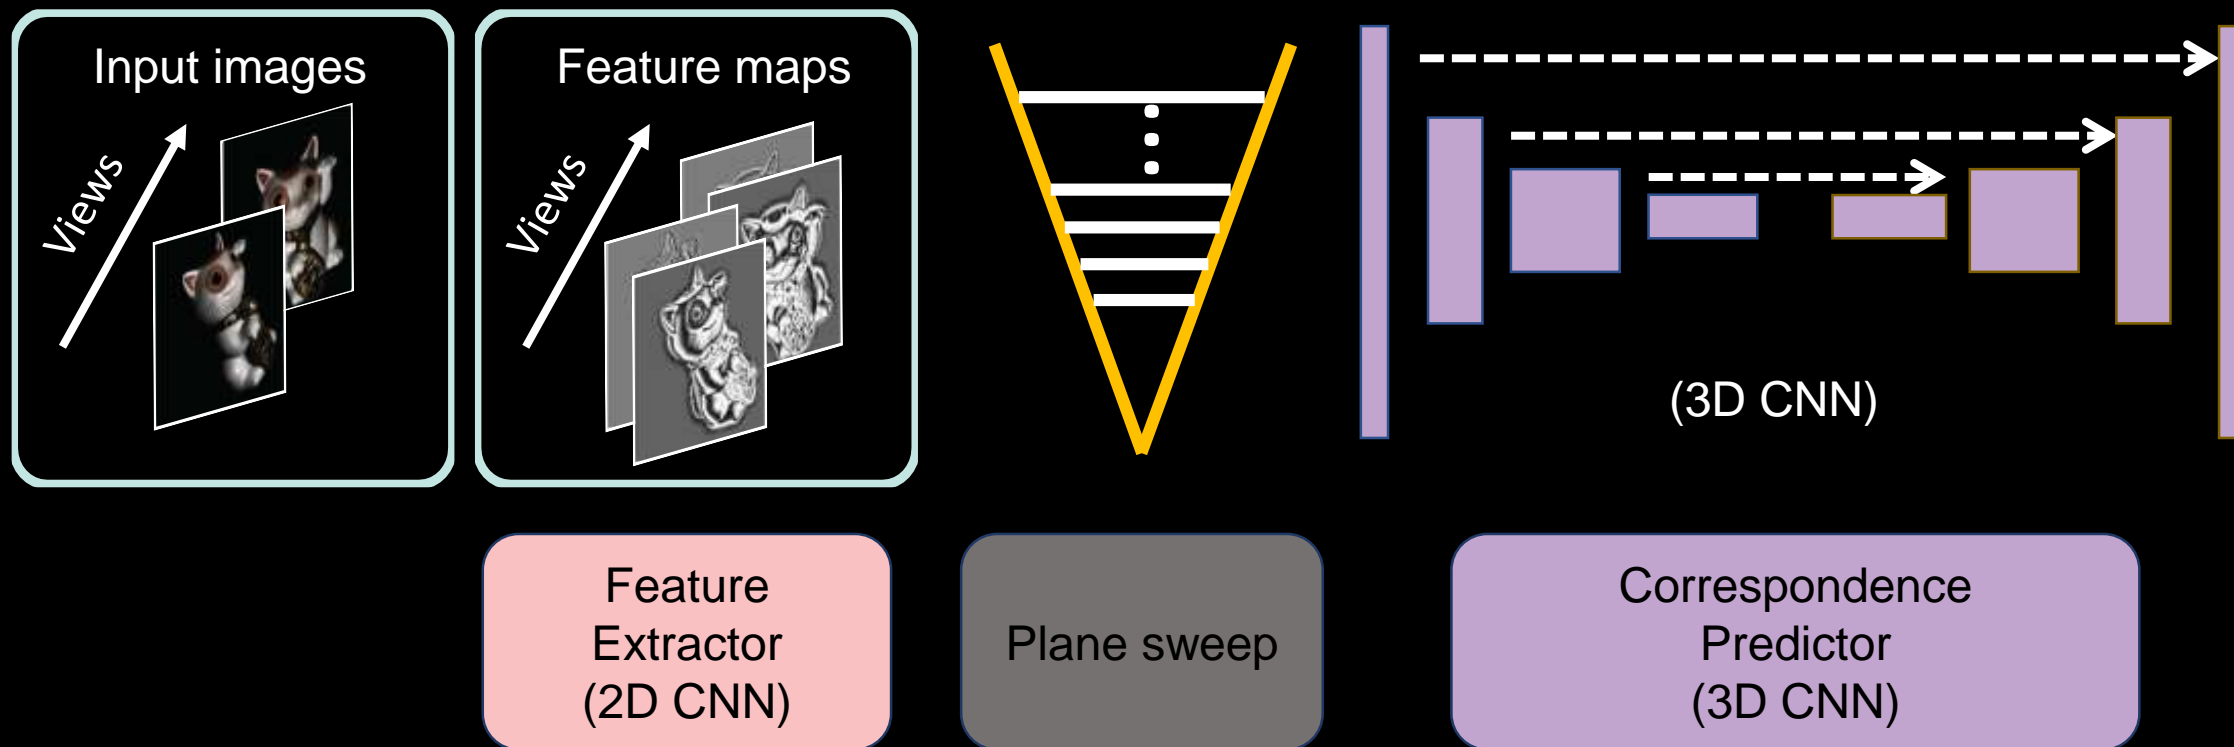 Input images
Views
Feature maps
Views
(3D CNN)
Feature
Extractor
(2D CNN)
Plane sweep
Correspondence
Predictor
(3D CNN)